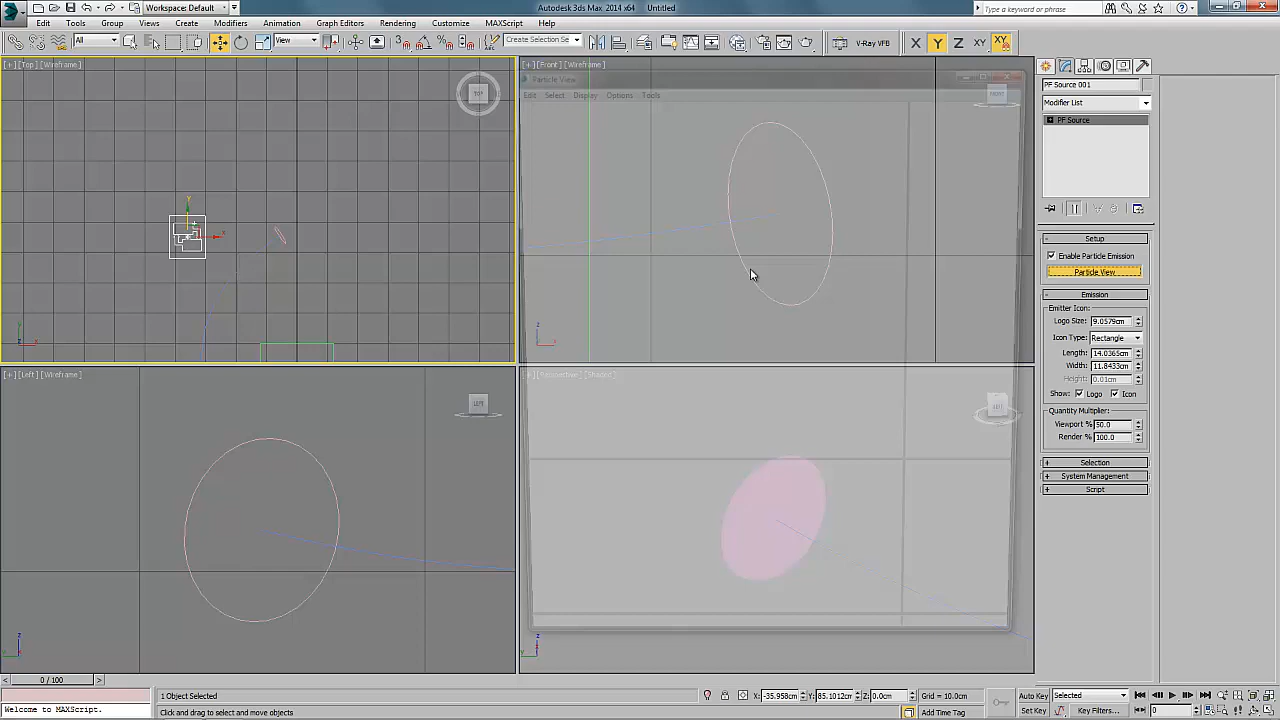 Workspace: Default
Autodesk 3ds Max 2014 x64
Untitled
Type a keyword or phrase
Edit Tools Group Views Create Modifiers Animation Graph Editors Rendering Customize MAXScript Help
All
View
Create Selection Se
V-Ray VFB
X Y Z XY
[+] [Top] [Wireframe]
TOP
[+] [Front] [Wireframe]
FRONT
Particle View
Edit Select Display Options Tools
PF Source 001
Modifier List
PF Source
Setup
Enable Particle Emission
Particle View
Emission
Emitter Icon:
Logo Size: 9.0579cm
Icon Type: Rectangle
Length: 14.0365cm
Width: 11.8433cm
Height: 0.01cm
Show: Logo Icon
Quantity Multiplier:
Viewport % 50.0
Render % 100.0
Selection
System Management
Script
[+] [Left] [Wireframe]
LEFT
[+] [Perspective] [Shaded]
0 / 100
1 Object Selected
X: -35.958cm Y: 85.1012cm Z: 0.0cm
Grid = 10.0cm
Auto Key Selected
Welcome to MAXScript.
Click and drag to select and move objects
Add Time Tag
Set Key Key Filters...
0